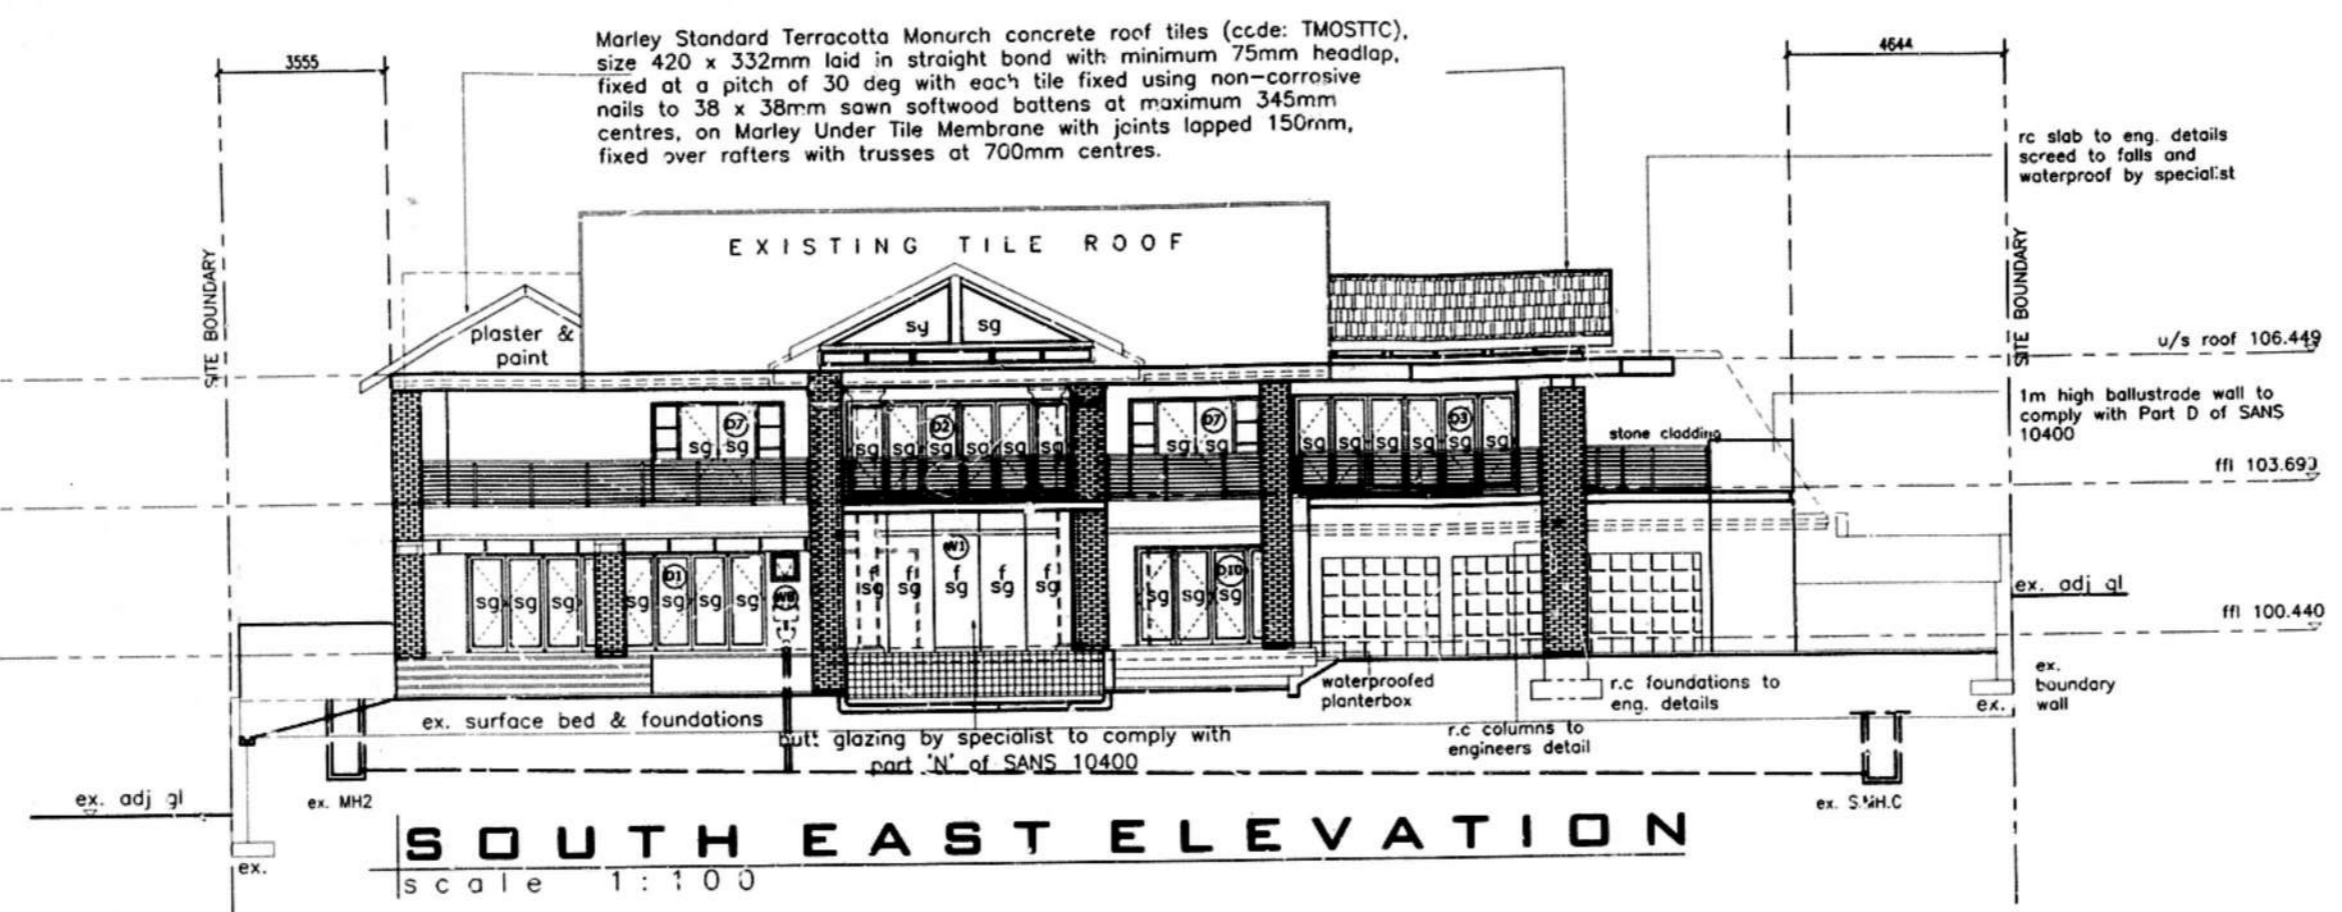 Marley Standard Terracotta Monarch concrete roof tiles (code: TMOSTTC),
size 420 x 332mm laid in straight bond with minimum 75mm headlap,
fixed at a pitch of 30 deg with each tile fixed using non-corrosive
nails to 38 x 38mm sawn softwood battens at maximum 345mm
centres, on Marley Under Tile Membrane with joints lapped 150mm,
fixed over rafters with trusses at 700mm centres.
3555
4644
rc slab to eng. details
screed to falls and
waterproof by specialist
SITE BOUNDARY
EXISTING TILE ROOF
SITE BOUNDARY
plaster &
paint
sg sg
u/s roof 106.449
1m high ballustrade wall to
comply with Part D of SANS
10400
D7
sg sg
D2
sg sg sg sg sg sg
D7
sg sg
D3
sg sg sg sg sg sg
stone cladding
ffl 103.690
W1
f f f f f
sg sg sg sg sg
D1
sg sg sg sg sg sg sg
W8
D10
sg sg sg
ex. adj gl
ffl 100.440
waterproofed
planterbox
r.c foundations to
eng. details
ex.
ex.
boundary
wall
ex. surface bed & foundations
butt glazing by specialist to comply with
part 'N' of SANS 10400
r.c columns to
engineers detail
ex. adj gl
ex. MH2
ex. S.MH.C
ex.
SOUTH EAST ELEVATION
scale 1:100